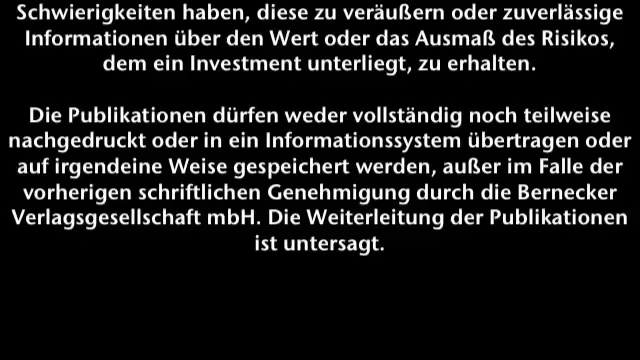 Schwierigkeiten haben, diese zu veräußern oder zuverlässige
Informationen über den Wert oder das Ausmaß des Risikos,
dem ein Investment unterliegt, zu erhalten.
Die Publikationen dürfen weder vollständig noch teilweise
nachgedruckt oder in ein Informationssystem übertragen oder
auf irgendeine Weise gespeichert werden, außer im Falle der
vorherigen schriftlichen Genehmigung durch die Bernecker
Verlagsgesellschaft mbH. Die Weiterleitung der Publikationen
ist untersagt.